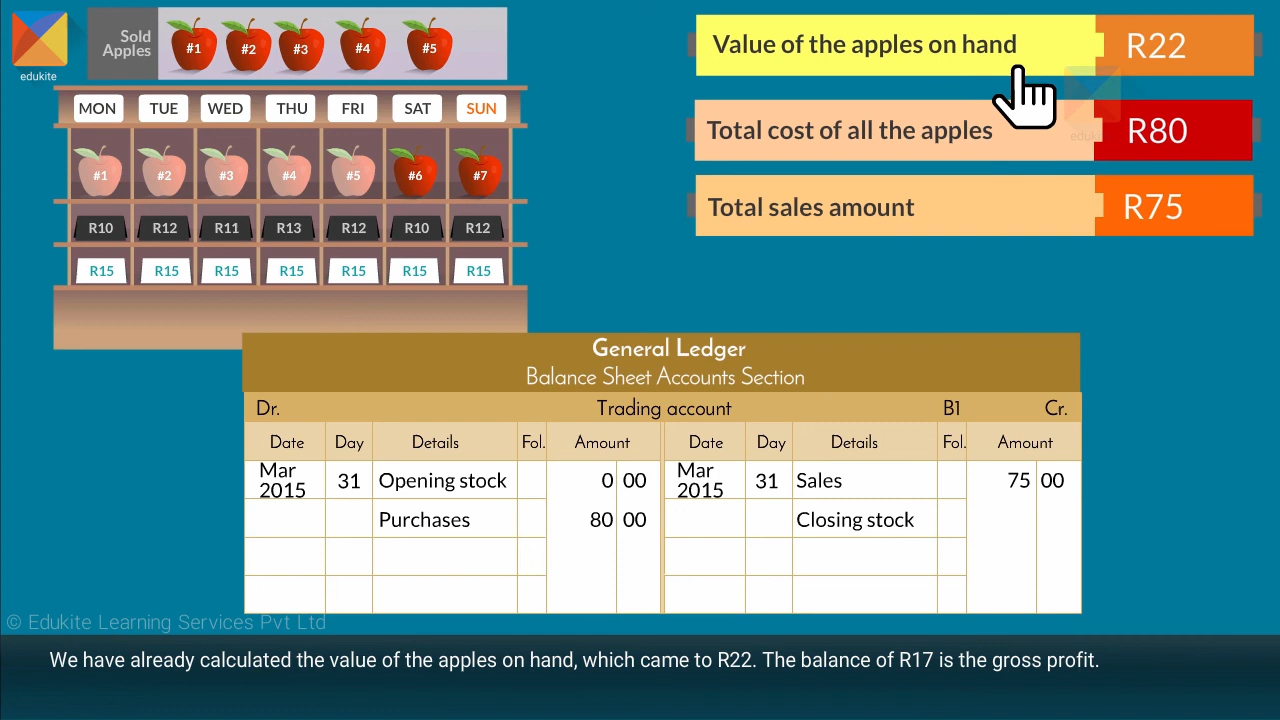 edukite
Sold
Apples
#1 #2 #3 #4 #5
MON TUE WED THU FRI SAT SUN
#1 #2 #3 #4 #5 #6 #7
R10 R12 R11 R13 R12 R10 R12
R15 R15 R15 R15 R15 R15 R15
Value of the apples on hand R22
Total cost of all the apples R80
Total sales amount R75
General Ledger
Balance Sheet Accounts Section
Dr. Trading account B1 Cr.
Date Day Details Fol. Amount Date Day Details Fol. Amount
Mar 2015 31 Opening stock 0 00 Mar 2015 31 Sales 75 00
Purchases 80 00 Closing stock
© Edukite Learning Services Pvt Ltd
We have already calculated the value of the apples on hand, which came to R22. The balance of R17 is the gross profit.